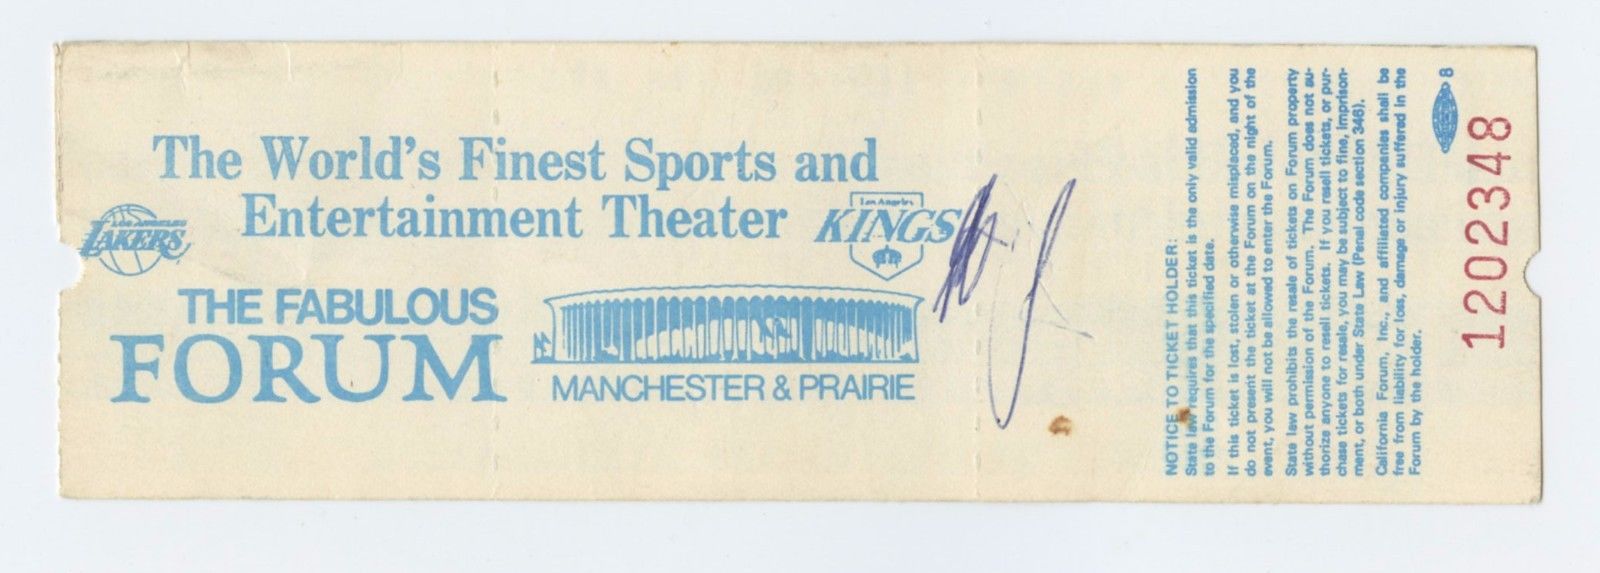 The World's Finest Sports and
Entertainment Theater
LOS ANGELES
LAKERS
Los Angeles
KINGS
THE FABULOUS
FORUM
MANCHESTER & PRAIRIE
NOTICE TO TICKET HOLDER:
State law requires that this ticket is the only valid admission
to the Forum for the specified date.
If this ticket is lost, stolen or otherwise misplaced, and you
do not present the ticket at the Forum on the night of the
event, you will not be allowed to enter the Forum.
State law prohibits the resale of tickets on Forum property
without permission of the Forum. The Forum does not au-
thorize anyone to resell tickets. If you resell tickets, or pur-
chase tickets for resale, you may be subject to fine, imprison-
ment, or both under State Law (Penal code section 346).
California Forum, Inc., and affiliated companies shall be
free from liability for loss, damage or injury suffered in the
Forum by the holder.
8
1202348